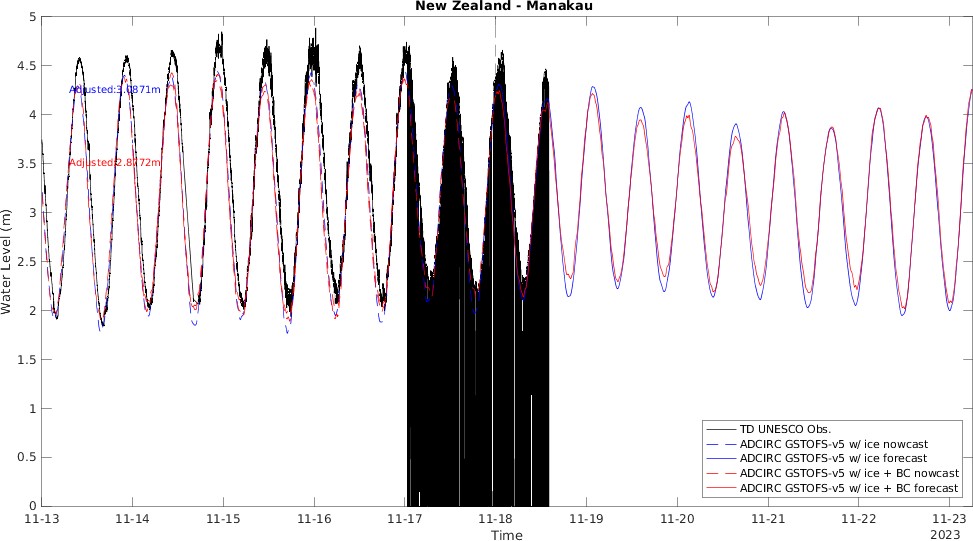 New Zealand - Manakau
5
4.5
4
3.5
3
2.5
2
1.5
1
0.5
0
Water Level (m)
Adjusted:2.8772m
TD UNESCO Obs.
ADCIRC GSTOFS-v5 w/ ice nowcast
ADCIRC GSTOFS-v5 w/ ice forecast
ADCIRC GSTOFS-v5 w/ ice + BC nowcast
ADCIRC GSTOFS-v5 w/ ice + BC forecast
11-13 11-14 11-15 11-16 11-17 11-18 11-19 11-20 11-21 11-22 11-23
2023
Time